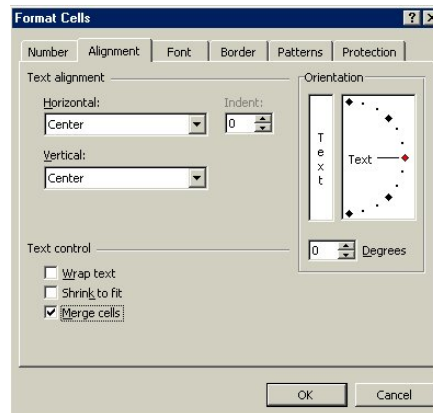 Format Cells
Number Alignment Font Border Patterns Protection
Text alignment
Horizontal:
Center
Indent:
0
Vertical:
Center
Orientation
Text
Text
0 Degrees
Text control
Wrap text
Shrink to fit
Merge cells
OK Cancel